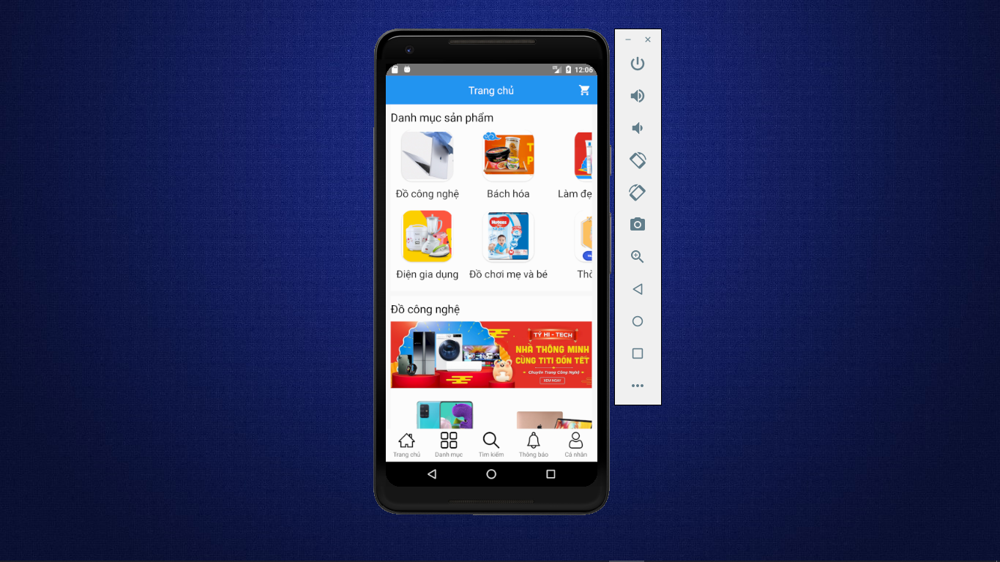 12:06
Trang chủ
Danh mục sản phẩm
T
P
Đồ công nghệ
Bách hóa
Làm đẹ
HUGGIES
Điện gia dụng
Đồ chơi mẹ và bé
Thờ
Đồ công nghệ
TÝ HI - TECH
NHÀ THÔNG MINH
CÙNG TITI ĐÓN TẾT
Chuyên Trang Công Nghệ
XEM NGAY
Trang chủ
Danh mục
Tìm kiếm
Thông báo
Cá nhân